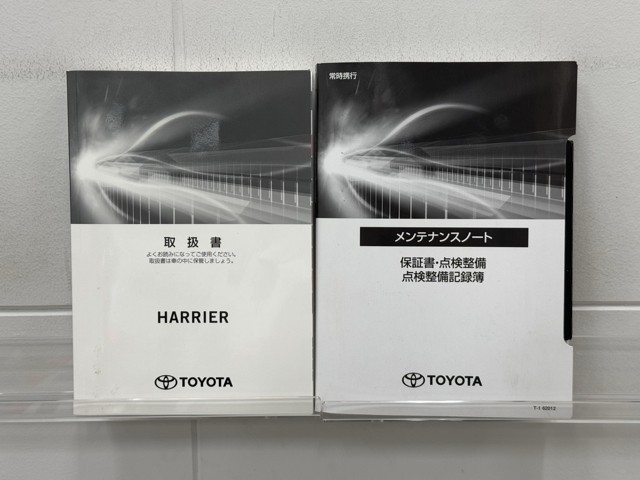 取扱書
よくお読みになってご使用ください。
取扱書は車の中に保管しましょう。
HARRIER
TOYOTA
常時携行
メンテナンスノート
保証書・点検整備
点検整備記録簿
TOYOTA